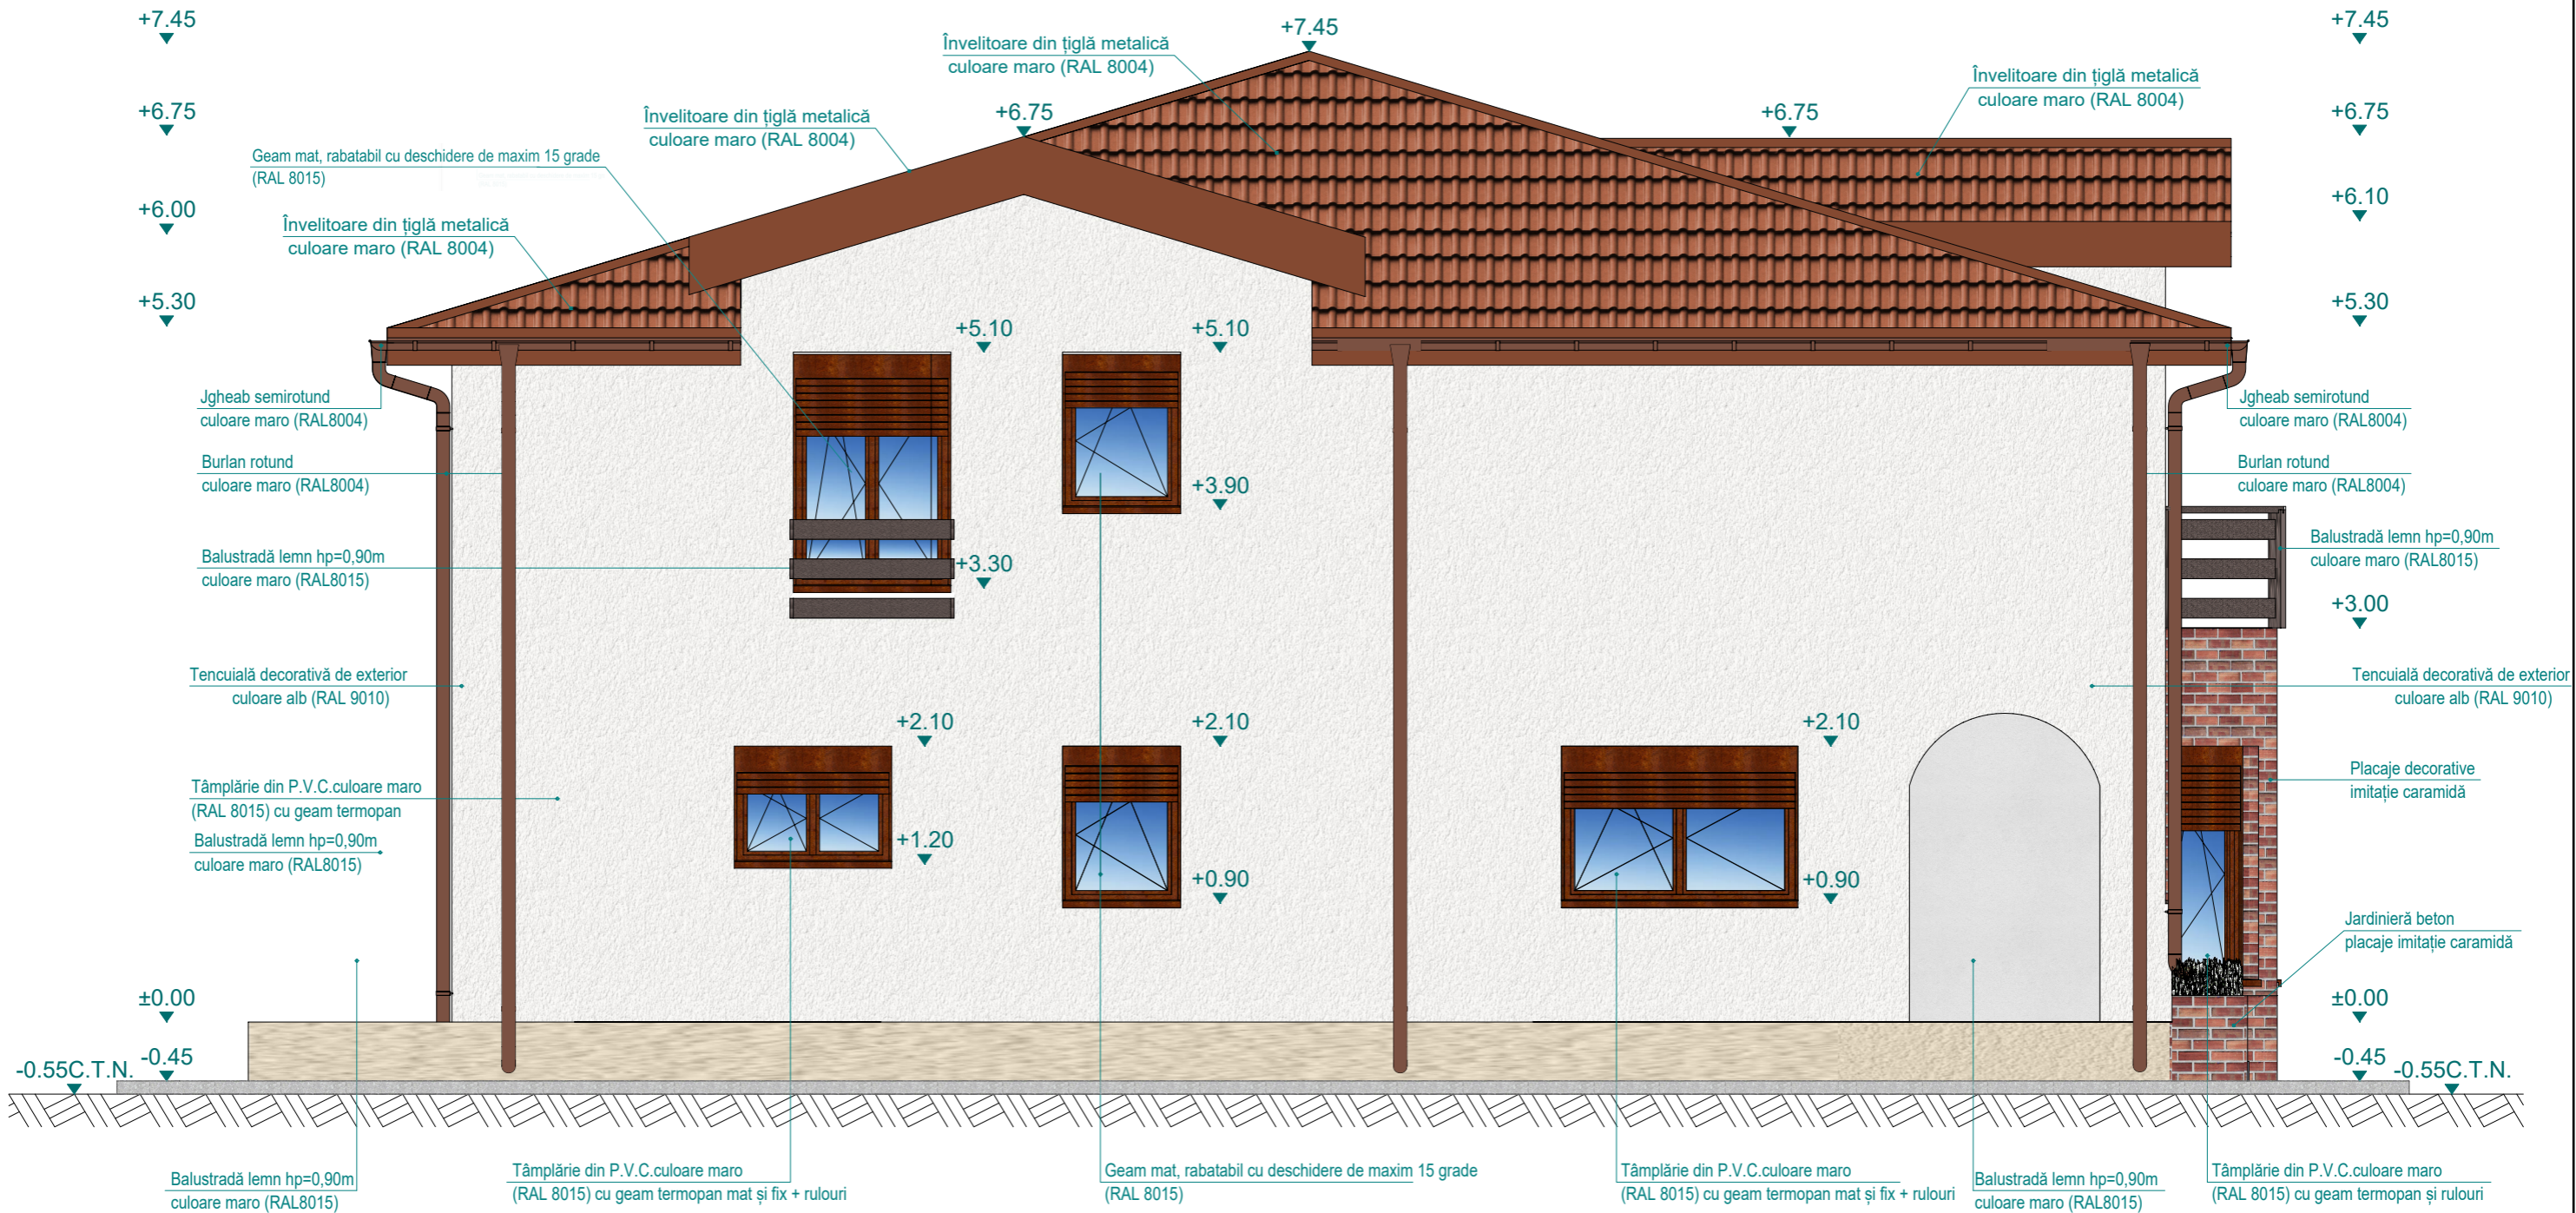 +7.45
+7.45
+7.45
Învelitoare din țiglă metalică
culoare maro (RAL 8004)
Învelitoare din țiglă metalică
culoare maro (RAL 8004)
+6.75
Învelitoare din țiglă metalică
culoare maro (RAL 8004)
+6.75
+6.75
+6.75
Geam mat, rabatabil cu deschidere de maxim 15 grade
(RAL 8015)
+6.00
Învelitoare din țiglă metalică
culoare maro (RAL 8004)
+6.10
+5.30
+5.30
+5.10
+5.10
Jgheab semirotund
culoare maro (RAL8004)
Jgheab semirotund
culoare maro (RAL8004)
Burlan rotund
culoare maro (RAL8004)
+3.90
Burlan rotund
culoare maro (RAL8004)
Balustradă lemn hp=0,90m
culoare maro (RAL8015)
+3.30
Balustradă lemn hp=0,90m
culoare maro (RAL8015)
+3.00
Tencuială decorativă de exterior
culoare alb (RAL 9010)
Tencuială decorativă de exterior
culoare alb (RAL 9010)
+2.10
+2.10
+2.10
Tâmplărie din P.V.C.culoare maro
(RAL 8015) cu geam termopan
Placaje decorative
imitație caramidă
Balustradă lemn hp=0,90m
culoare maro (RAL8015)
+1.20
+0.90
+0.90
Jardinieră beton
placaje imitație caramidă
±0.00
±0.00
-0.55C.T.N.
-0.45
-0.45
-0.55C.T.N.
Balustradă lemn hp=0,90m
culoare maro (RAL8015)
Tâmplărie din P.V.C.culoare maro
(RAL 8015) cu geam termopan mat și fix + rulouri
Geam mat, rabatabil cu deschidere de maxim 15 grade
(RAL 8015)
Tâmplărie din P.V.C.culoare maro
(RAL 8015) cu geam termopan mat și fix + rulouri
Balustradă lemn hp=0,90m
culoare maro (RAL8015)
Tâmplărie din P.V.C.culoare maro
(RAL 8015) cu geam termopan și rulouri